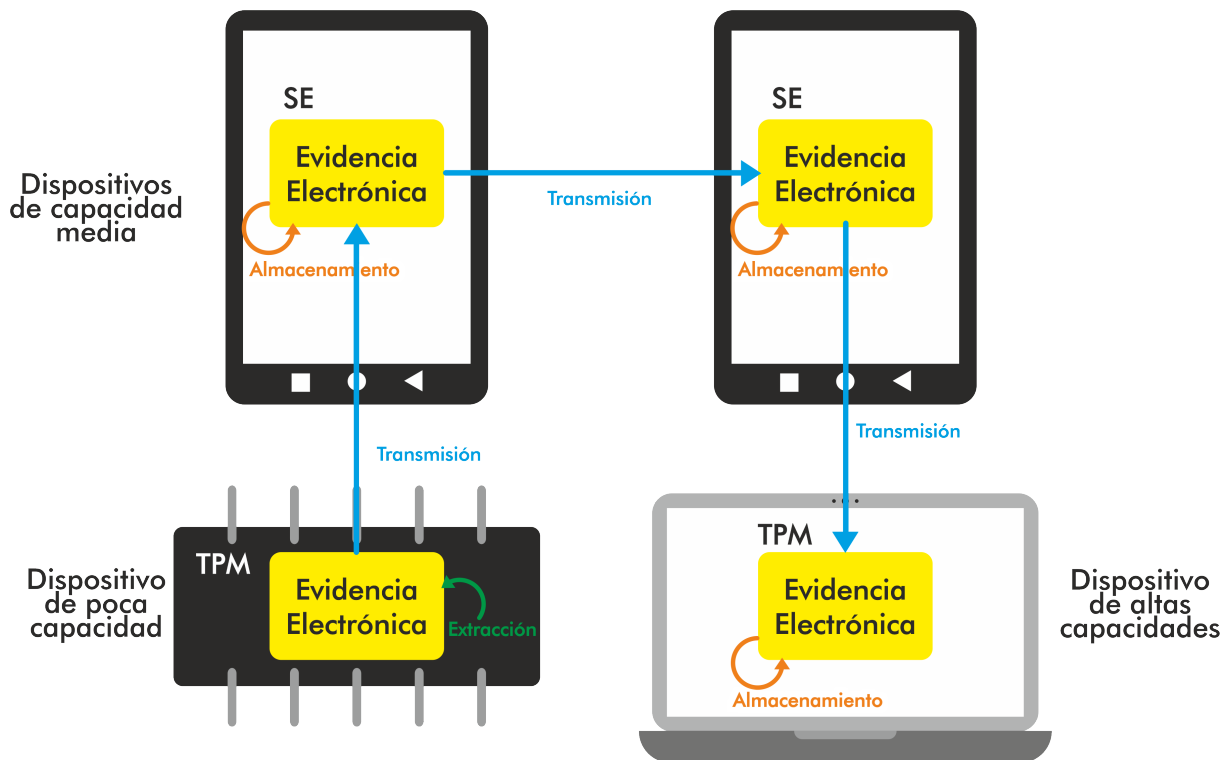 SE
Evidencia
Electrónica
Almacenamiento
Dispositivos
de capacidad
media
Transmisión
SE
Evidencia
Electrónica
Almacenamiento
Transmisión
Transmisión
TPM
Evidencia
Electrónica
Extracción
Dispositivo
de poca
capacidad
TPM
Evidencia
Electrónica
Almacenamiento
Dispositivo
de altas
capacidades